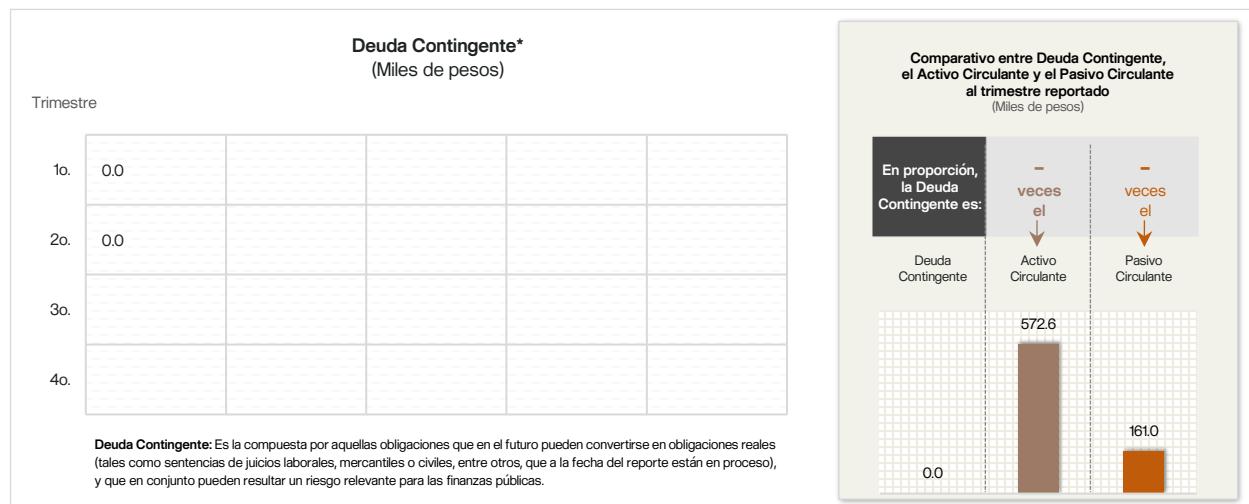 Deuda Contingente*
(Miles de pesos)
Trimestre
1o.
0.0
2o.
0.0
3o.
4o.
Deuda Contingente: Es la compuesta por aquellas obligaciones que en el futuro pueden convertirse en obligaciones reales
(tales como sentencias de juicios laborales, mercantiles o civiles, entre otros, que a la fecha del reporte están en proceso),
y que en conjunto pueden resultar un riesgo relevante para las finanzas públicas.
Comparativo entre Deuda Contingente,
el Activo Circulante y el Pasivo Circulante
al trimestre reportado
(Miles de pesos)
En proporción,
la Deuda
Contingente es:
–
veces
el
–
veces
el
Deuda
Contingente
Activo
Circulante
Pasivo
Circulante
572.6
161.0
0.0